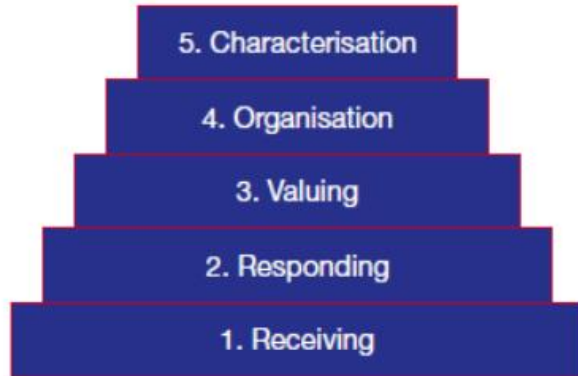 5. Characterisation
4. Organisation
3. Valuing
2. Responding
1. Receiving